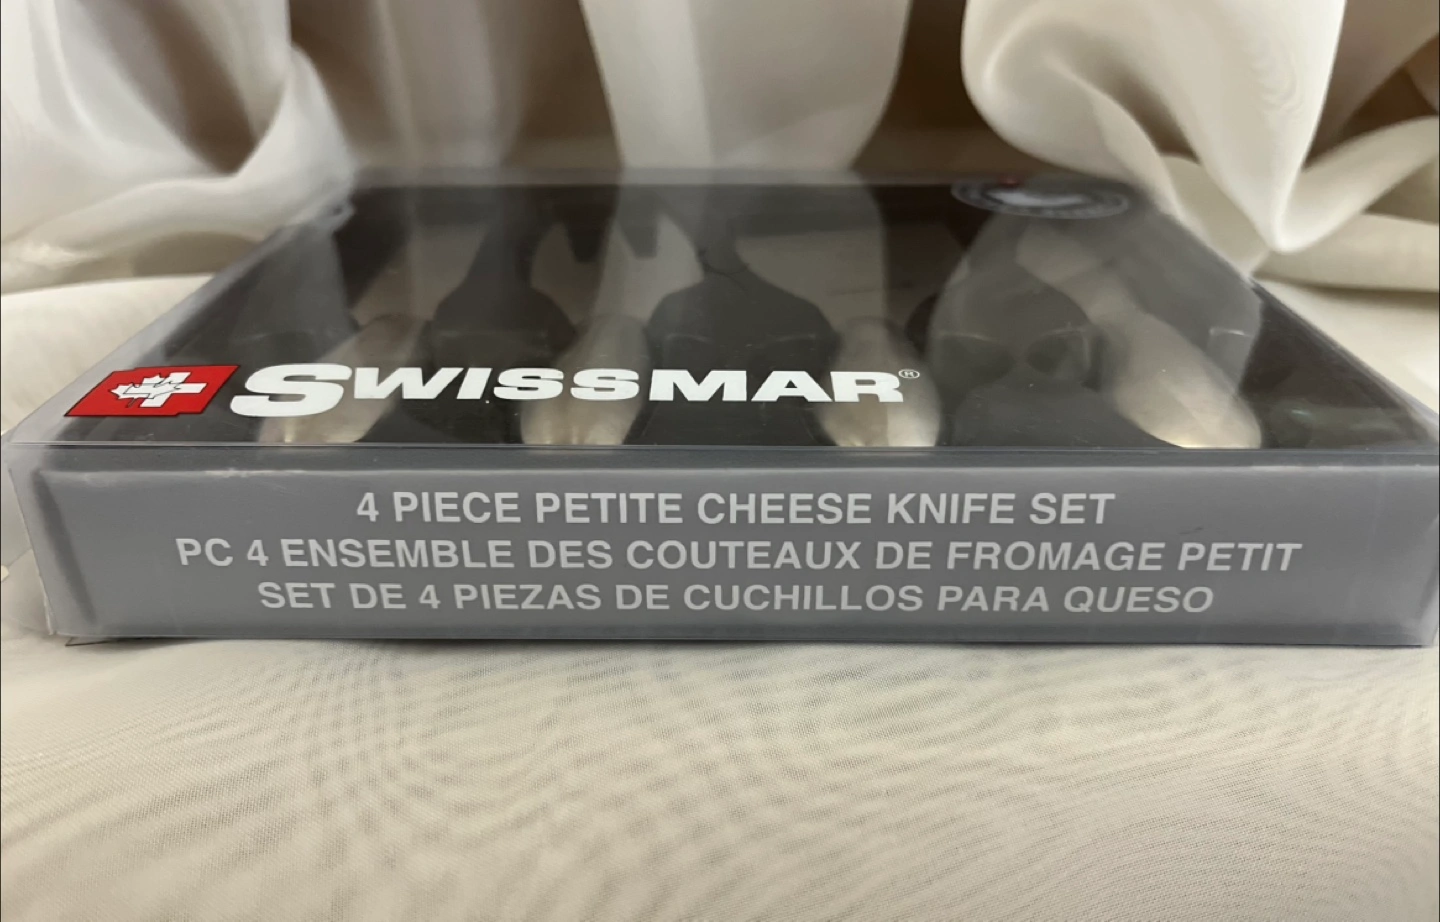 SWISSMAR®
4 PIECE PETITE CHEESE KNIFE SET
PC 4 ENSEMBLE DES COUTEAUX DE FROMAGE PETIT
SET DE 4 PIEZAS DE CUCHILLOS PARA QUESO